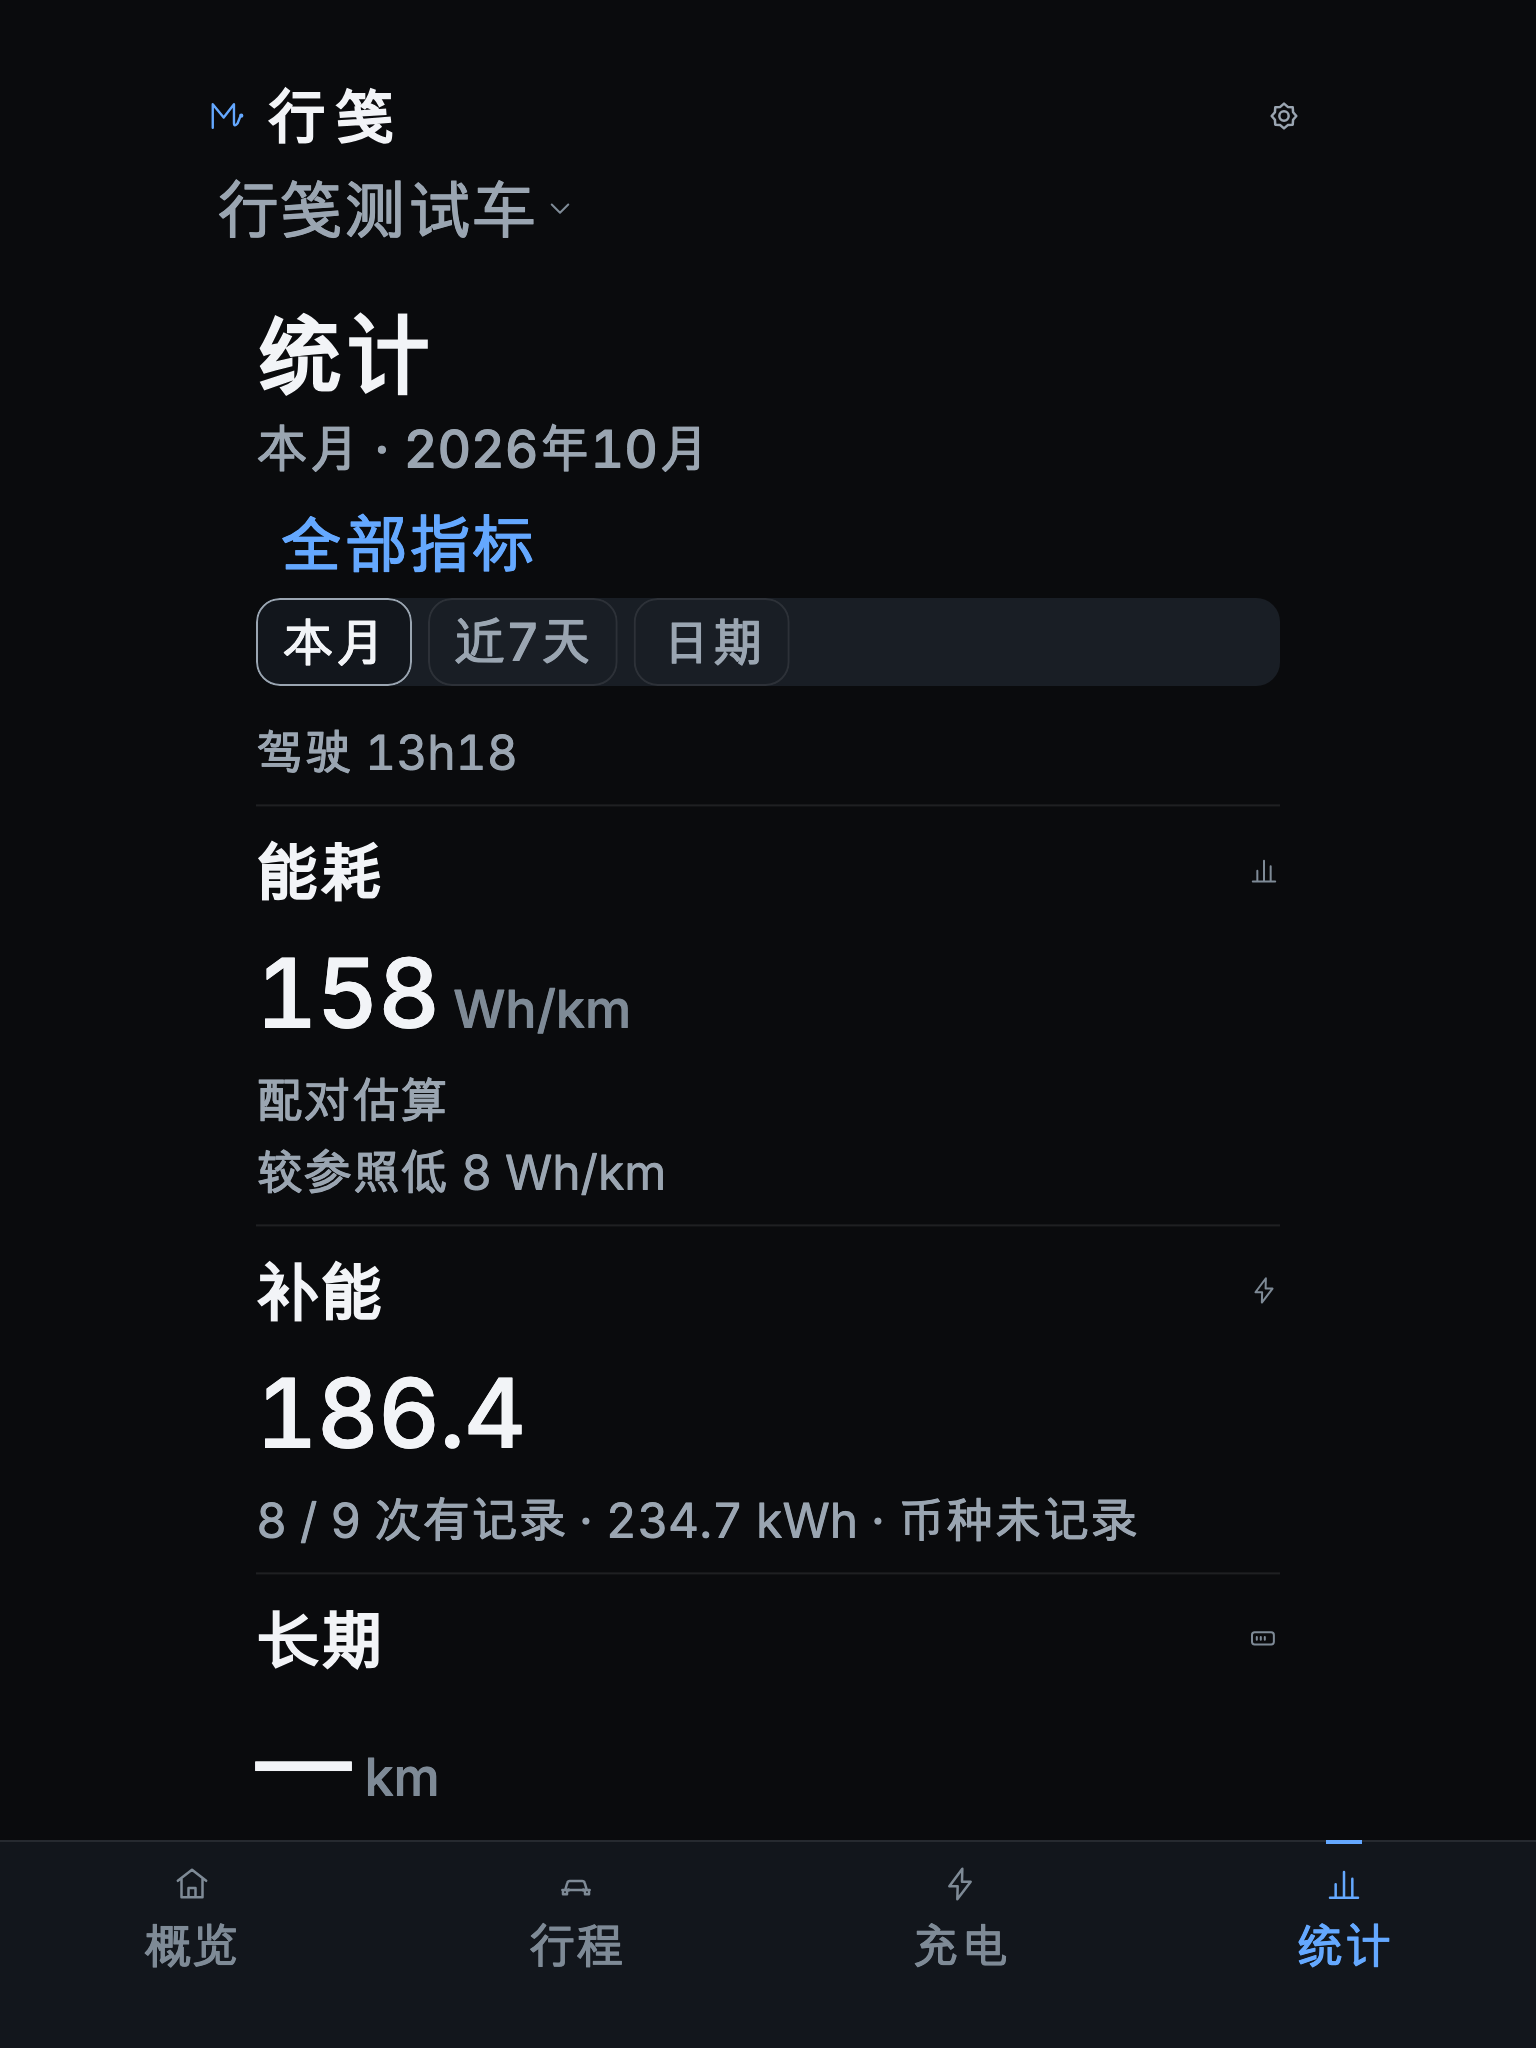 行笺
行笺测试车
统计
本月 · 2026年10月
全部指标
本月 近7天 日期
驾驶 13h18
能耗
158 Wh/km
配对估算
较参照低 8 Wh/km
补能
186.4
8 / 9 次有记录 · 234.7 kWh · 币种未记录
长期
— km
概览 行程 充电 统计